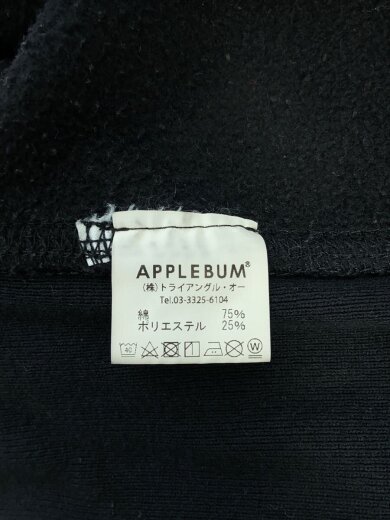 APPLEBUM®
(株)トライアングル・オー
Tel.03-3325-6104
綿 75%
ポリエステル 25%
40 W